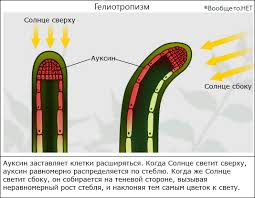 Гелиотропизм
*Вообщето.НЕТ
Солнце сверху
Ауксин
Солнце сбоку
Ауксин заставляет клетки расширяться. Когда Солнце светит сверху,
ауксин равномерно распределяется по стеблю. Когда же Солнце
светит сбоку, он собирается на теневой стороне, вызывая
неравномерный рост стебля, и наклоняя тем самым цветок к свету.